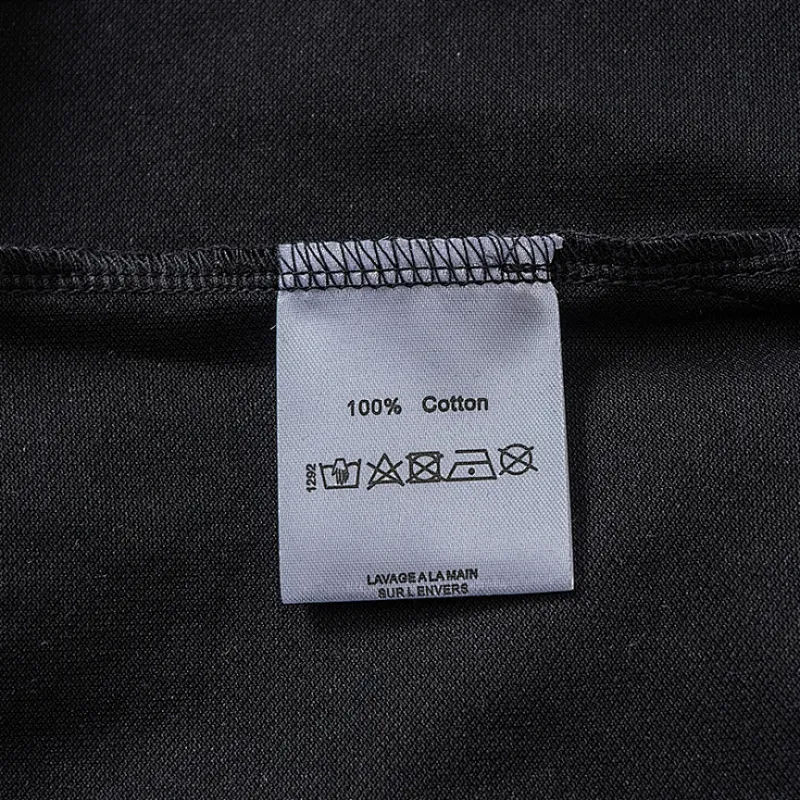 100% Cotton
1292
LAVAGE A LA MAIN
SUR L ENVERS